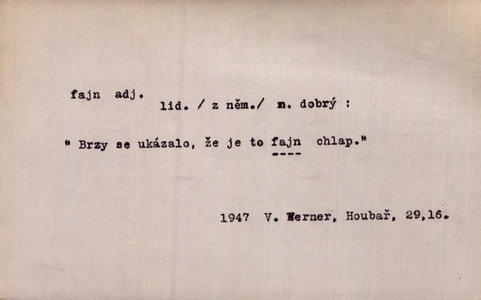 fajn adj.
lid. / z něm./ n. dobrý :
" Brzy se ukázalo, že je to fajn chlap."
1947 V. Werner, Houbař, 29,16.